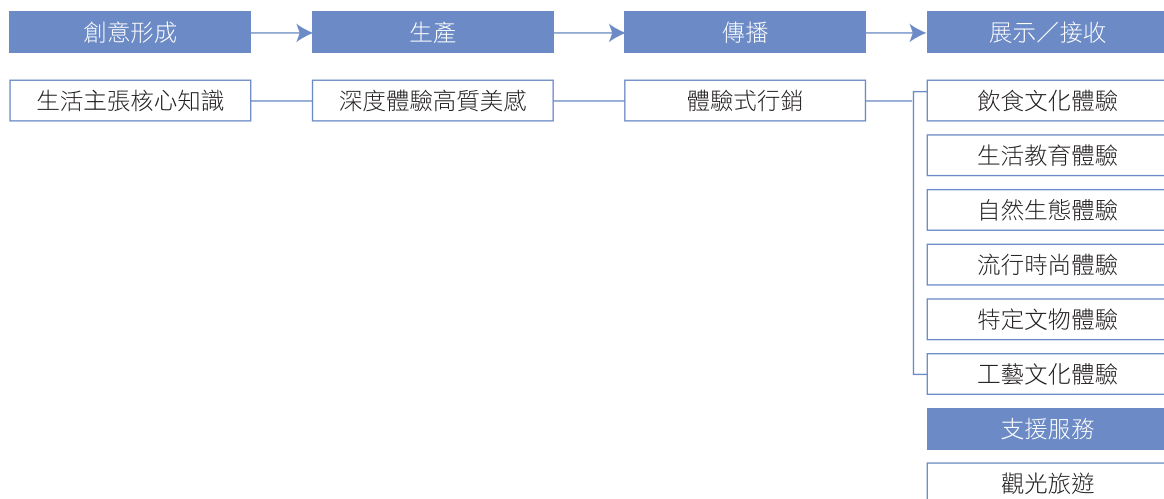 創意形成
生產
傳播
展示／接收
生活主張核心知識
深度體驗高質美感
體驗式行銷
飲食文化體驗
生活教育體驗
自然生態體驗
流行時尚體驗
特定文物體驗
工藝文化體驗
支援服務
觀光旅遊